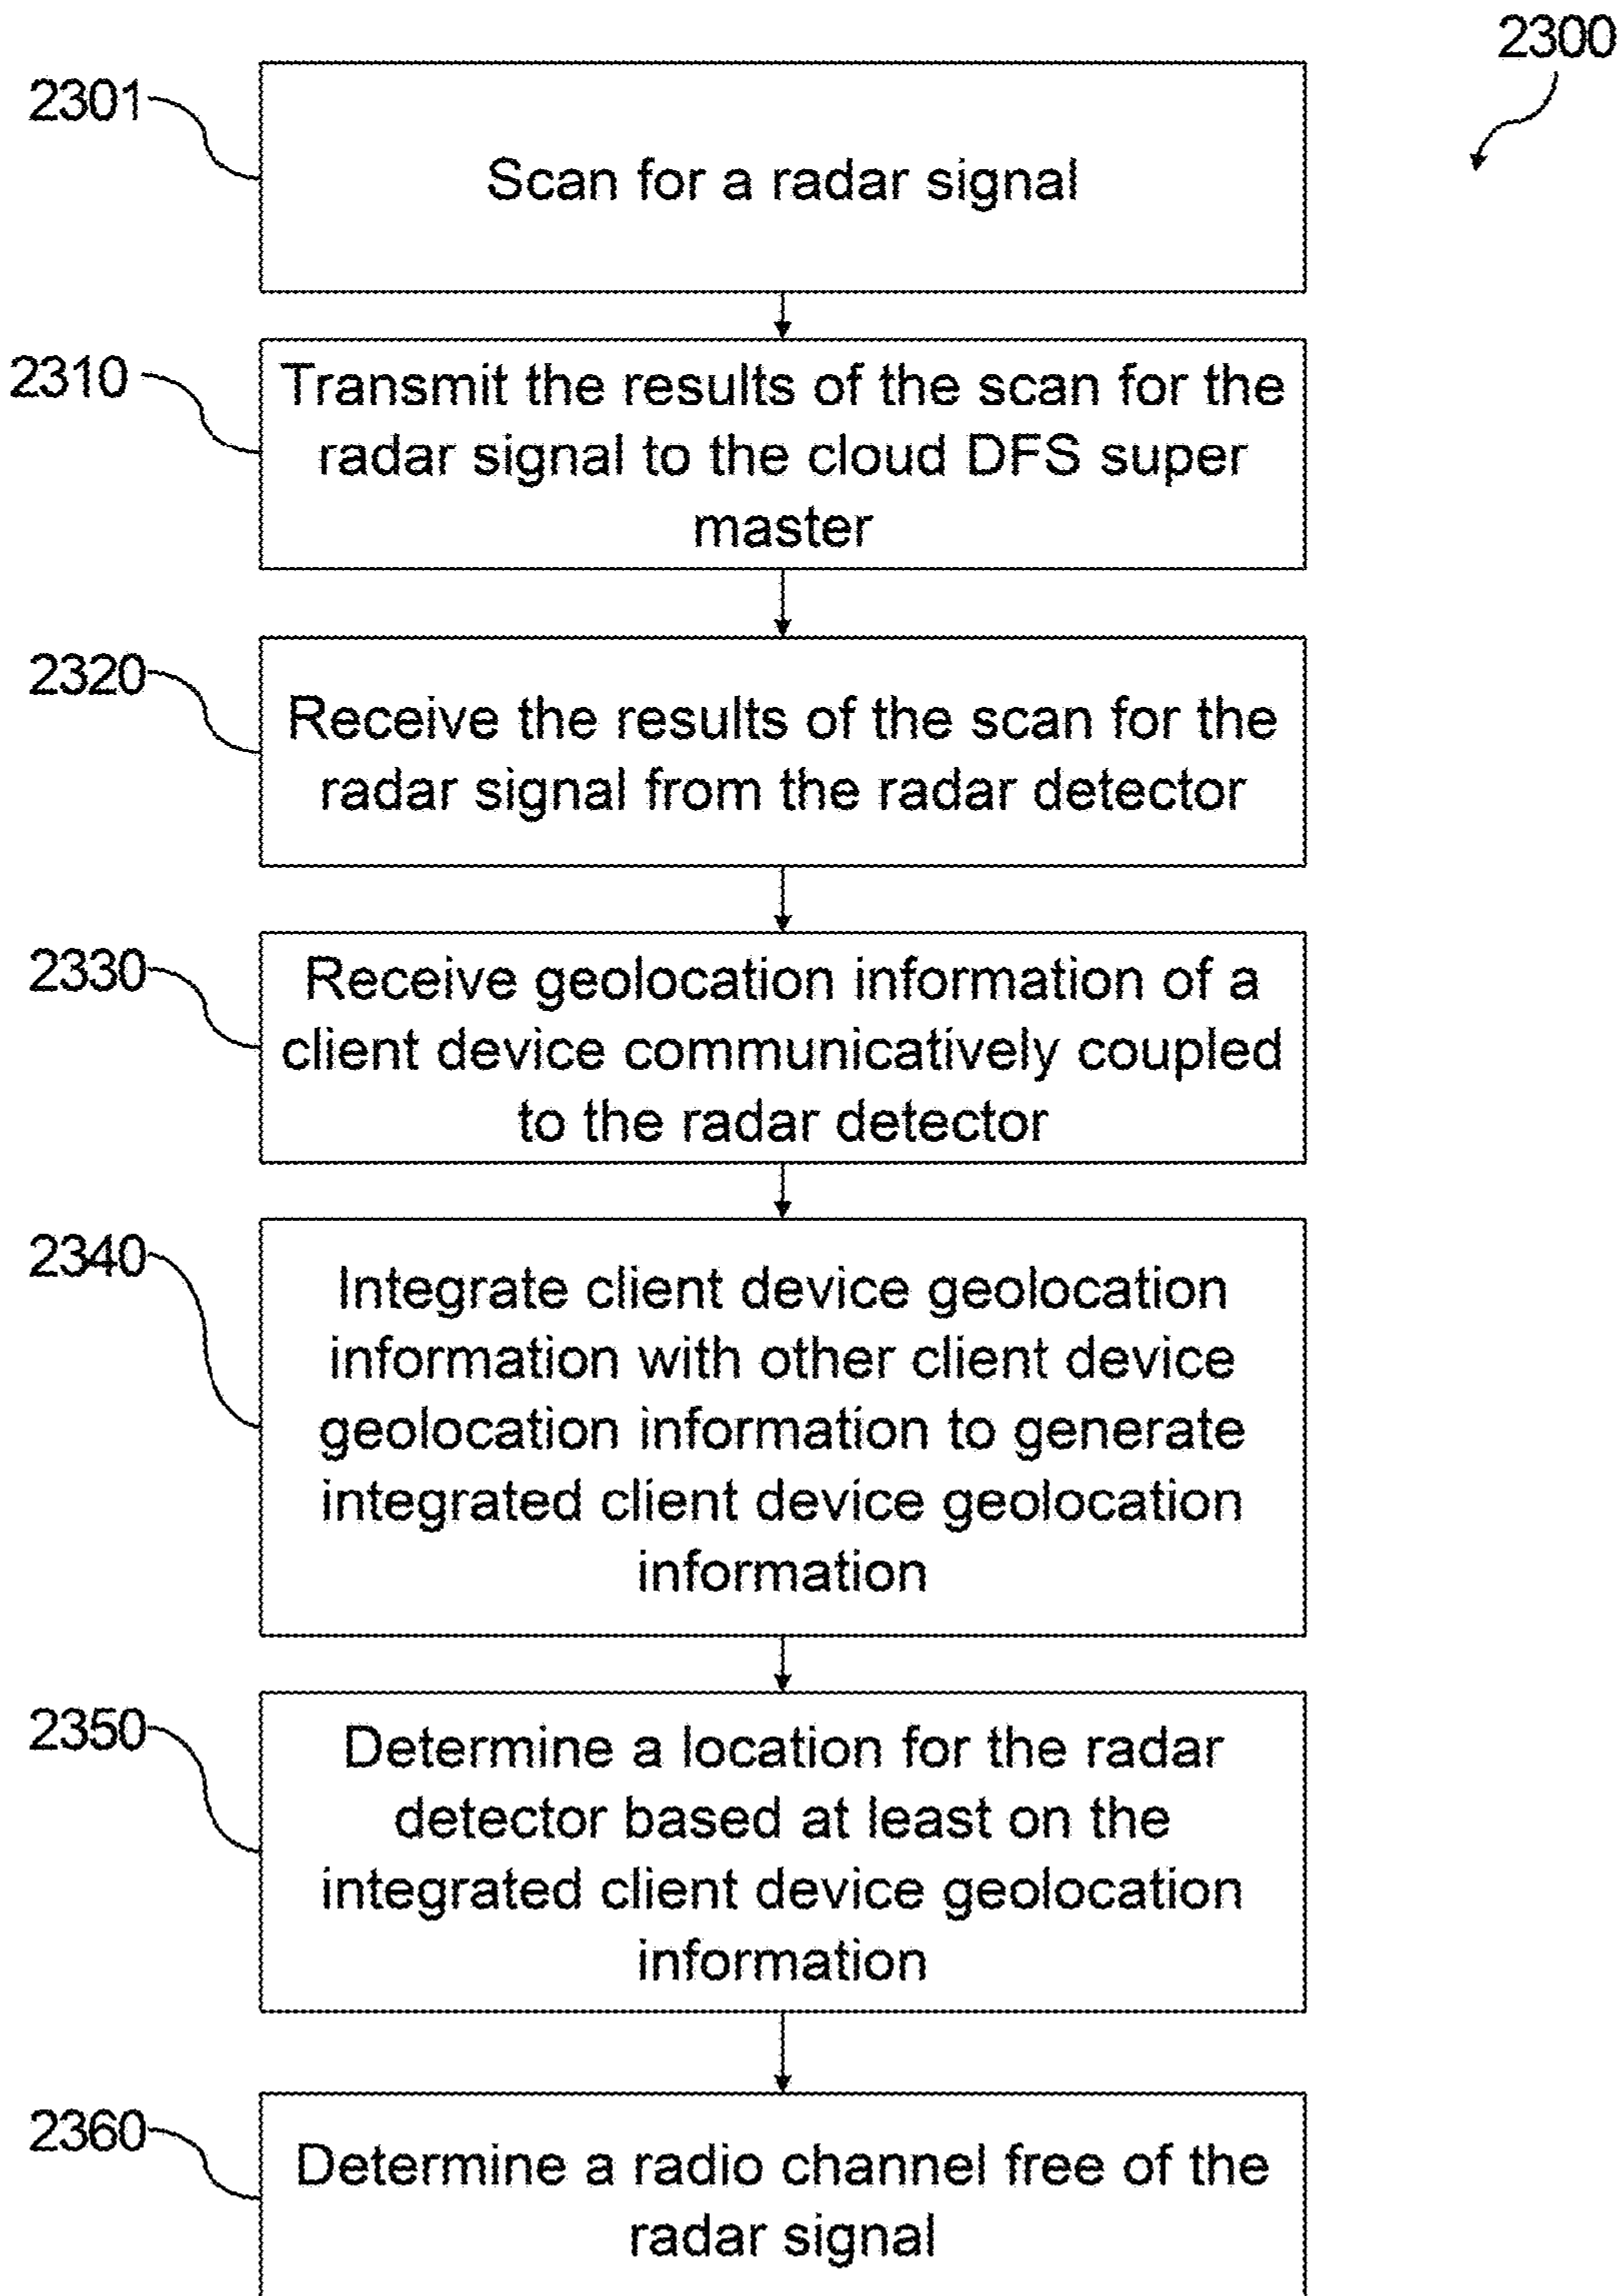 2300
2301
Scan for a radar signal
2310
Transmit the results of the scan for the
radar signal to the cloud DFS super
master
2320
Receive the results of the scan for the
radar signal from the radar detector
2330
Receive geolocation information of a
client device communicatively coupled
to the radar detector
2340
Integrate client device geolocation
information with other client device
geolocation information to generate
integrated client device geolocation
information
2350
Determine a location for the radar
detector based at least on the
integrated client device geolocation
information
2360
Determine a radio channel free of the
radar signal